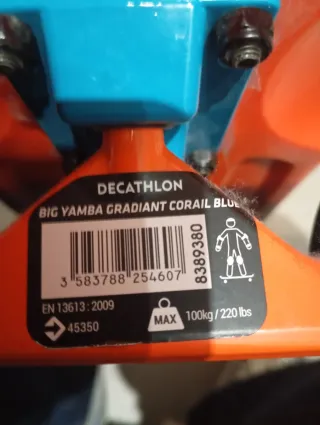 DECATHLON
BIG YAMBA GRADIANT CORAIL BLUE
3 583788 254607
8389380
EN 13613 : 2009
45350
MAX
100kg / 220 lbs